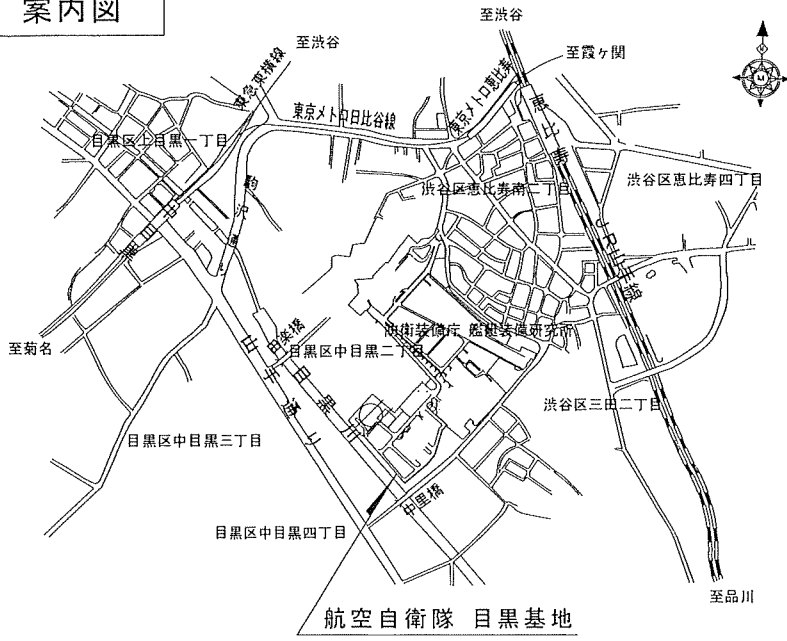 案内図
至渋谷
至渋谷
至霞ヶ関
東急東横線
東京メトロ日比谷線
東京メトロ恵比寿
恵比寿
目黒区上目黒一丁目
駒沢通
渋谷区恵比寿南二丁目
渋谷区恵比寿四丁目
中目黒
JR山手線
至菊名
田楽橋
防衛装備庁 艦艇装備研究所
目黒区中目黒二丁目
目黒川
山手通り
渋谷区三田二丁目
目黒区中目黒三丁目
中里橋
目黒区中目黒四丁目
至品川
航空自衛隊 目黒基地